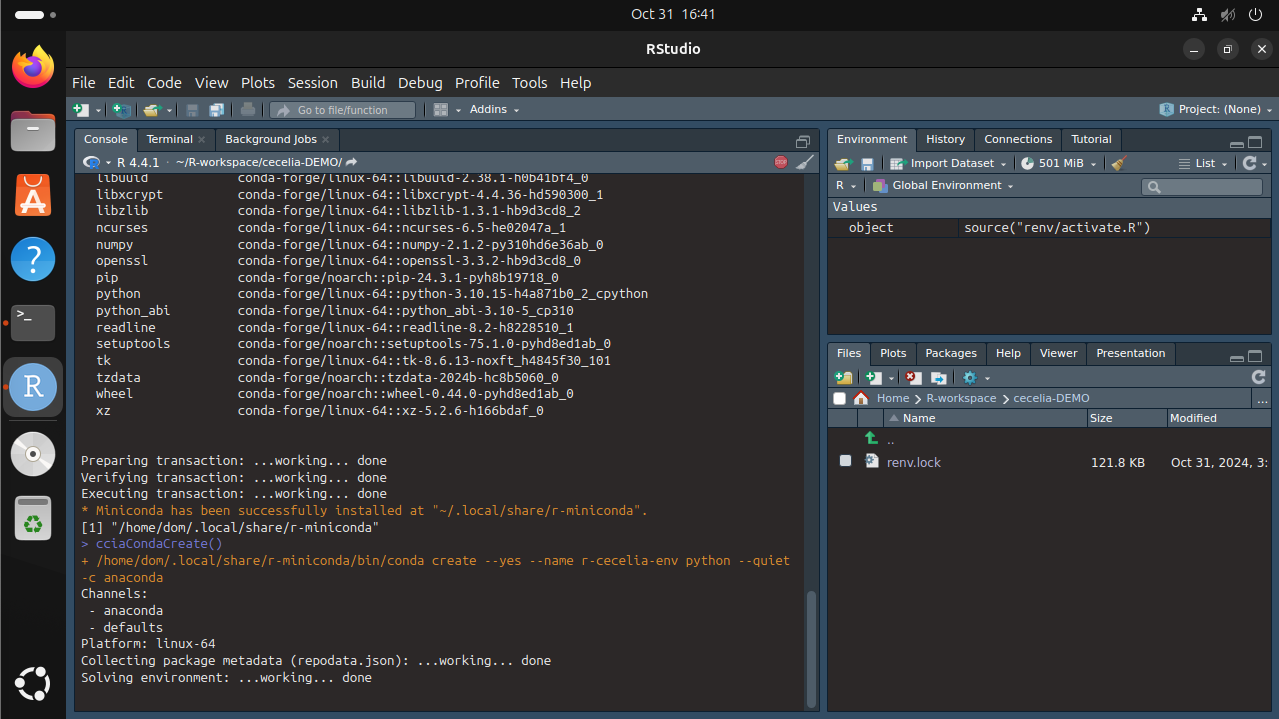 Oct 31 16:41
RStudio
File Edit Code View Plots Session Build Debug Profile Tools Help
Go to file/function Addins Project: (None)
Console Terminal Background Jobs
R 4.4.1 · ~/R-workspace/cecelia-DEMO/
libuuid conda-forge/linux-64::libuuid-2.38.1-h0b41bf4_0
libxcrypt conda-forge/linux-64::libxcrypt-4.4.36-hd590300_1
libzlib conda-forge/linux-64::libzlib-1.3.1-hb9d3cd8_2
ncurses conda-forge/linux-64::ncurses-6.5-he02047a_1
numpy conda-forge/linux-64::numpy-2.1.2-py310hd6e36ab_0
openssl conda-forge/linux-64::openssl-3.3.2-hb9d3cd8_0
pip conda-forge/noarch::pip-24.3.1-pyh8b19718_0
python conda-forge/linux-64::python-3.10.15-h4a871b0_2_cpython
python_abi conda-forge/linux-64::python_abi-3.10-5_cp310
readline conda-forge/linux-64::readline-8.2-h8228510_1
setuptools conda-forge/noarch::setuptools-75.1.0-pyhd8ed1ab_0
tk conda-forge/linux-64::tk-8.6.13-noxft_h4845f30_101
tzdata conda-forge/noarch::tzdata-2024b-hc8b5060_0
wheel conda-forge/noarch::wheel-0.44.0-pyhd8ed1ab_0
xz conda-forge/linux-64::xz-5.2.6-h166bdaf_0
Preparing transaction: ...working... done
Verifying transaction: ...working... done
Executing transaction: ...working... done
* Miniconda has been successfully installed at "~/.local/share/r-miniconda".
[1] "/home/dom/.local/share/r-miniconda"
> cciaCondaCreate()
+ /home/dom/.local/share/r-miniconda/bin/conda create --yes --name r-cecelia-env python --quiet
-c anaconda
Channels:
- anaconda
- defaults
Platform: linux-64
Collecting package metadata (repodata.json): ...working... done
Solving environment: ...working... done
Environment History Connections Tutorial
Import Dataset 501 MiB List
R Global Environment
Values
object source("renv/activate.R")
Files Plots Packages Help Viewer Presentation
Home R-workspace cecelia-DEMO ...
Name Size Modified
..
renv.lock 121.8 KB Oct 31, 2024, 3: